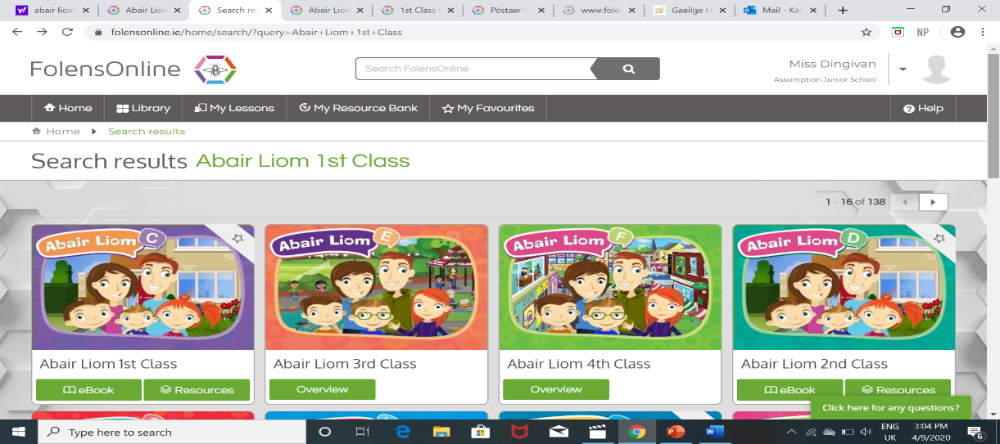 abair liom
Abair Lion
Search res
Abair Lion
1st Class
Póstaer -
www.foler
Gaeilge H
Mail - Ka
folensonline.ie/home/search/?query=Abair+Liom+1st+Class
NP
FolensOnline
Search FolensOnline
Miss Dingivan
Assumption Junior School
Home
Library
My Lessons
My Resource Bank
My Favourites
Help
Home
Search results
Search results Abair Liom 1st Class
1 - 16 of 138
Abair Liom C
Abair Liom E
Abair Liom F
Abair Liom D
Abair Liom 1st Class
Abair Liom 3rd Class
Abair Liom 4th Class
Abair Liom 2nd Class
eBook
Resources
Overview
Overview
eBook
Resources
Click here for any questions?
Type here to search
ENG
UK
3:04 PM
4/9/2020
6